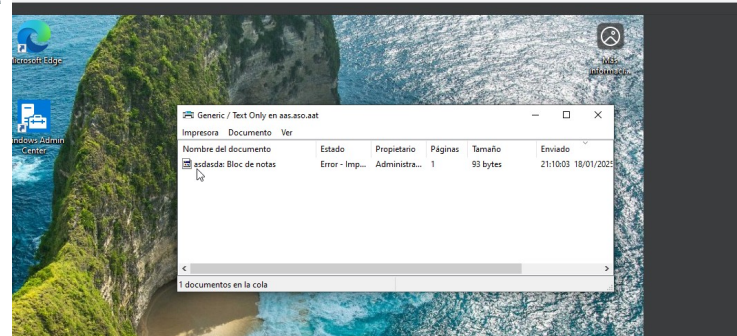 Microsoft Edge
Más
informacia...
Windows Admin
Center
Generic / Text Only en aas.aso.aat
Impresora Documento Ver
Nombre del documento Estado Propietario Páginas Tamaño Enviado
asdasda: Bloc de notas Error - Imp... Administra... 1 93 bytes 21:10:03 18/01/2025
1 documentos en la cola